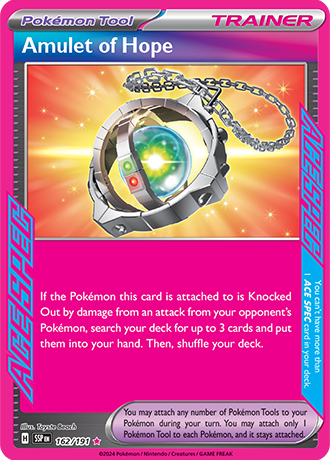 Pokémon Tool
TRAINER
Amulet of Hope
ACE SPEC
ACE SPEC
You can't have more than
1 ACE SPEC card in your deck.
If the Pokémon this card is attached to is Knocked
Out by damage from an attack from your opponent's
Pokémon, search your deck for up to 3 cards and put
them into your hand. Then, shuffle your deck.
Illus. Toyste Beach
H SSP EN 162/191 ★
You may attach any number of Pokémon Tools to your
Pokémon during your turn. You may attach only 1
Pokémon Tool to each Pokémon, and it stays attached.
©2024 Pokémon / Nintendo / Creatures / GAME FREAK